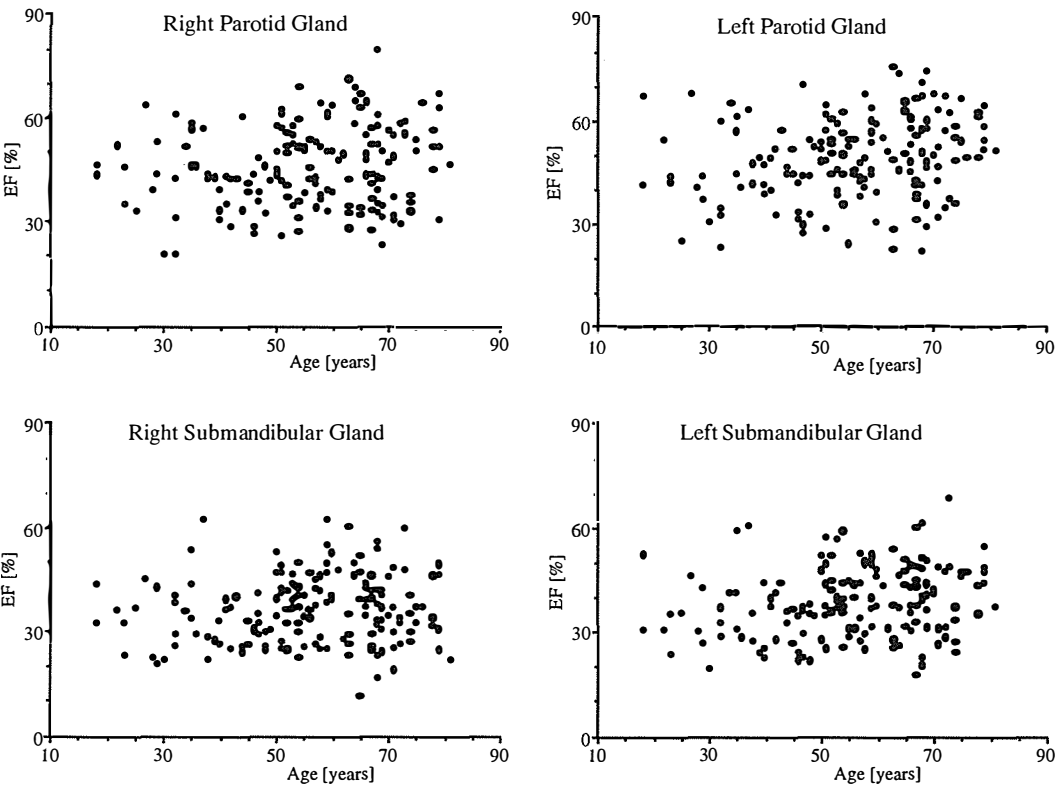 Right Parotid Gland
90
60
30
0
EF [%]
10 30 50 70 90
Age [years]
Left Parotid Gland
90
60
30
0
EF [%]
10 30 50 70 90
Age [years]
Right Submandibular Gland
90
60
30
0
EF [%]
10 30 50 70 90
Age [years]
Left Submandibular Gland
90
60
30
0
EF [%]
10 30 50 70 90
Age [years]